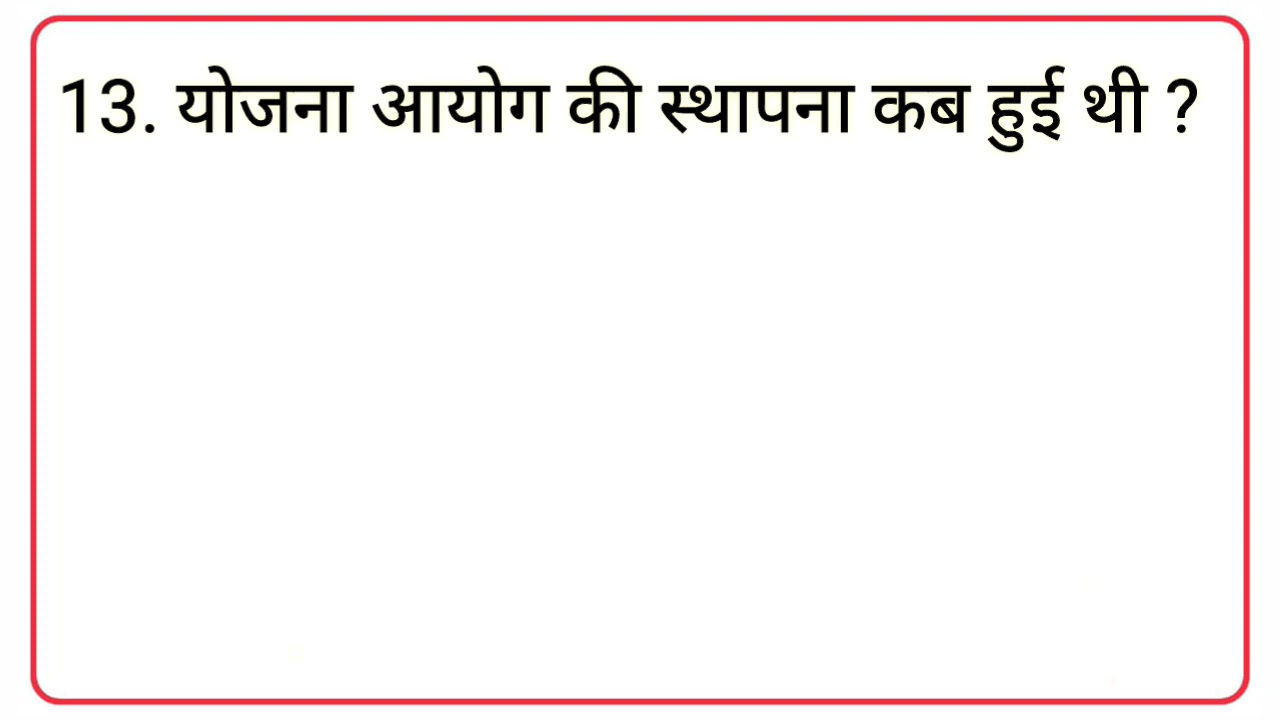 13. योजना आयोग की स्थापना कब हुई थी ?